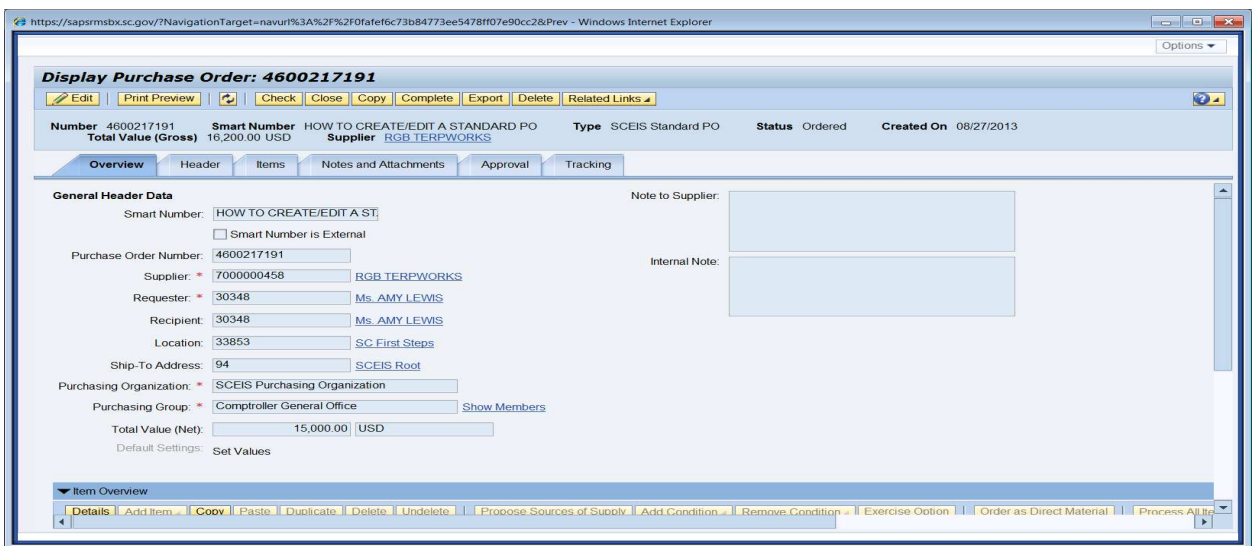 https://sapsrmsbx.sc.gov/?NavigationTarget=navurl%3A%2F%2F0fafef6c73b84773ee5478ff07e90cc2&Prev - Windows Internet Explorer
Options
Display Purchase Order: 4600217191
Edit | Print Preview | Check Close Copy Complete Export Delete Related Links
Number 4600217191 Smart Number HOW TO CREATE/EDIT A STANDARD PO Type SCEIS Standard PO Status Ordered Created On 08/27/2013
Total Value (Gross) 16,200.00 USD Supplier RGB TERPWORKS
Overview Header Items Notes and Attachments Approval Tracking
General Header Data Note to Supplier:
Smart Number: HOW TO CREATE/EDIT A ST.
Smart Number is External
Purchase Order Number: 4600217191
Internal Note:
Supplier: * 7000000458 RGB TERPWORKS
Requester: * 30348 Ms. AMY LEWIS
Recipient: 30348 Ms. AMY LEWIS
Location: 33853 SC First Steps
Ship-To Address: 94 SCEIS Root
Purchasing Organization: * SCEIS Purchasing Organization
Purchasing Group: * Comptroller General Office Show Members
Total Value (Net): 15,000.00 USD
Default Settings: Set Values
Item Overview
Details Add Item Copy Paste Duplicate Delete Undelete | Propose Sources of Supply Add Condition Remove Condition Exercise Option | Order as Direct Material | Process All Ite